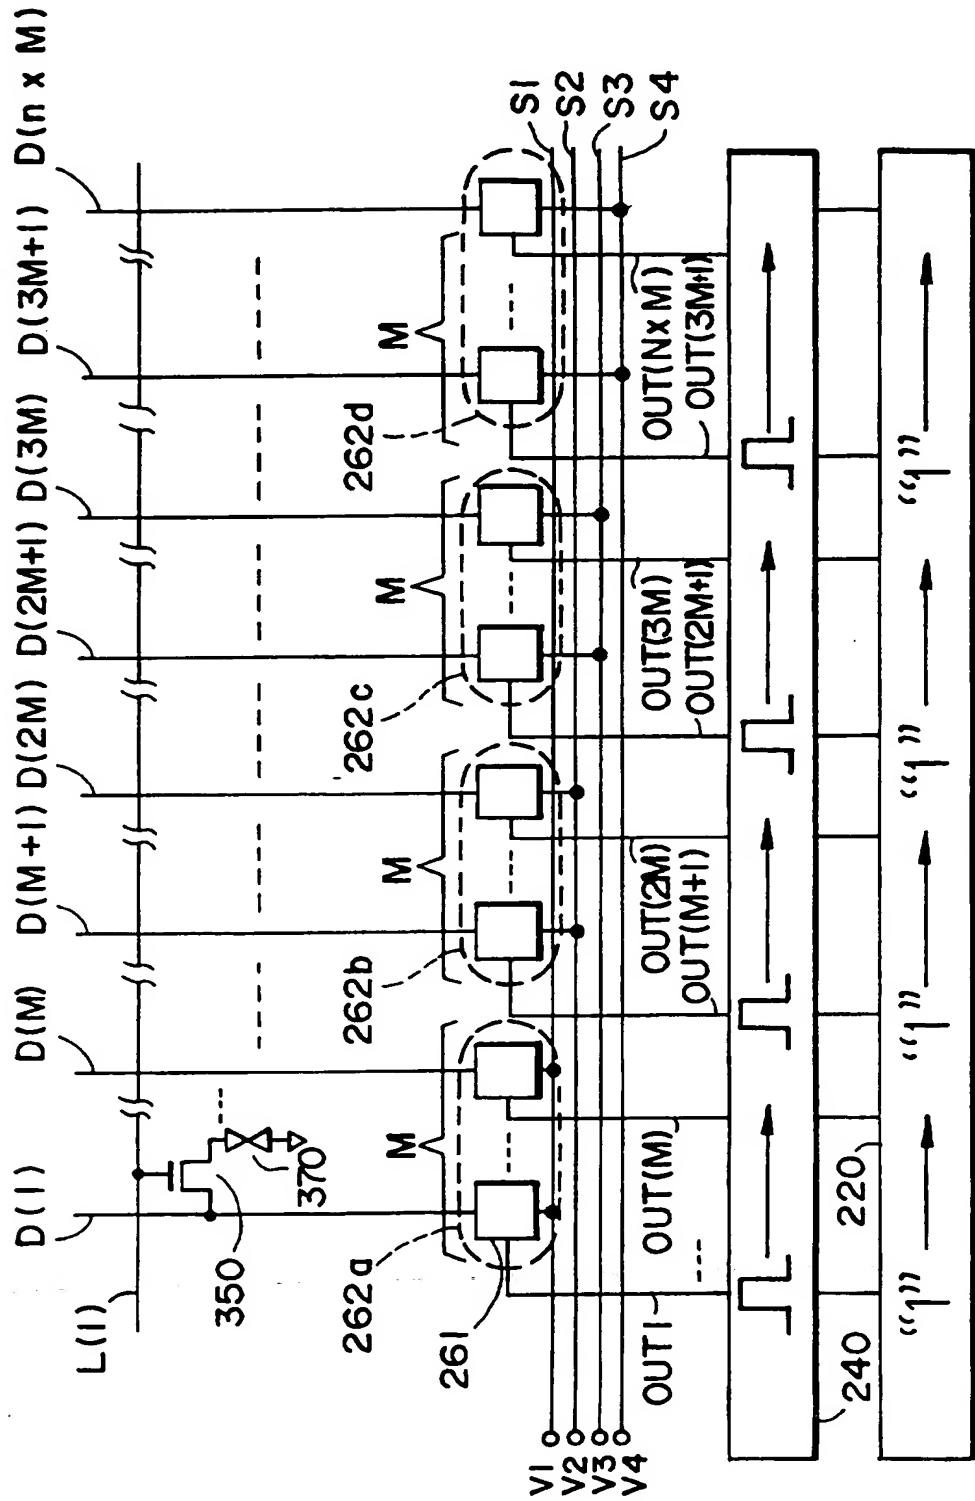 D(1) D(M) D(M+1) D(2M) D(2M+1) D(3M) D(3M+1) D(n x M)
L(1)
350
370
M M M M
262a 262b 262c 262d
261
S1
S2
S3
S4
V1
V2
V3
V4
OUT1 OUT(M) OUT(2M) OUT(3M) OUT(N×M)
OUT(M+1) OUT(2M+1) OUT(3M+1)
240
220
“1” “1” “1” “1”